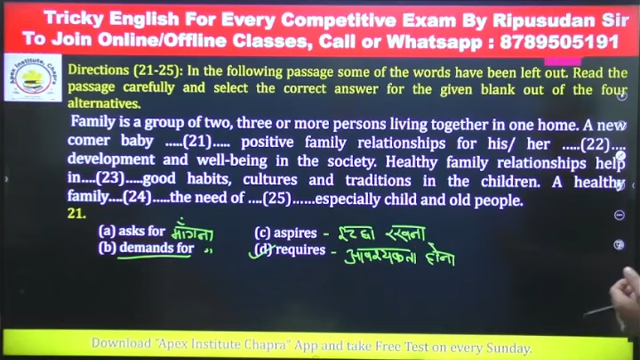 Tricky English For Every Competitive Exam By Ripusudan Sir
To Join Online/Offline Classes, Call or Whatsapp : 8789505191
Apex Institute, Chapra
Directions (21-25): In the following passage some of the words have been left out. Read the
passage carefully and select the correct answer for the given blank out of the four
alternatives.
Family is a group of two, three or more persons living together in one home. A new
comer baby .....(21)..... positive family relationships for his/ her .....(22)....
development and well-being in the society. Healthy family relationships help
in....(23).....good habits, cultures and traditions in the children. A healthy
family....(24).....the need of ....(25)......especially child and old people.
21.
(a) asks for माँगना (c) aspires - इच्छा रखना
(b) demands for " (d) requires - आवश्यकता होना
Download "Apex Institute Chapra" App and take Free Test on every Sunday.